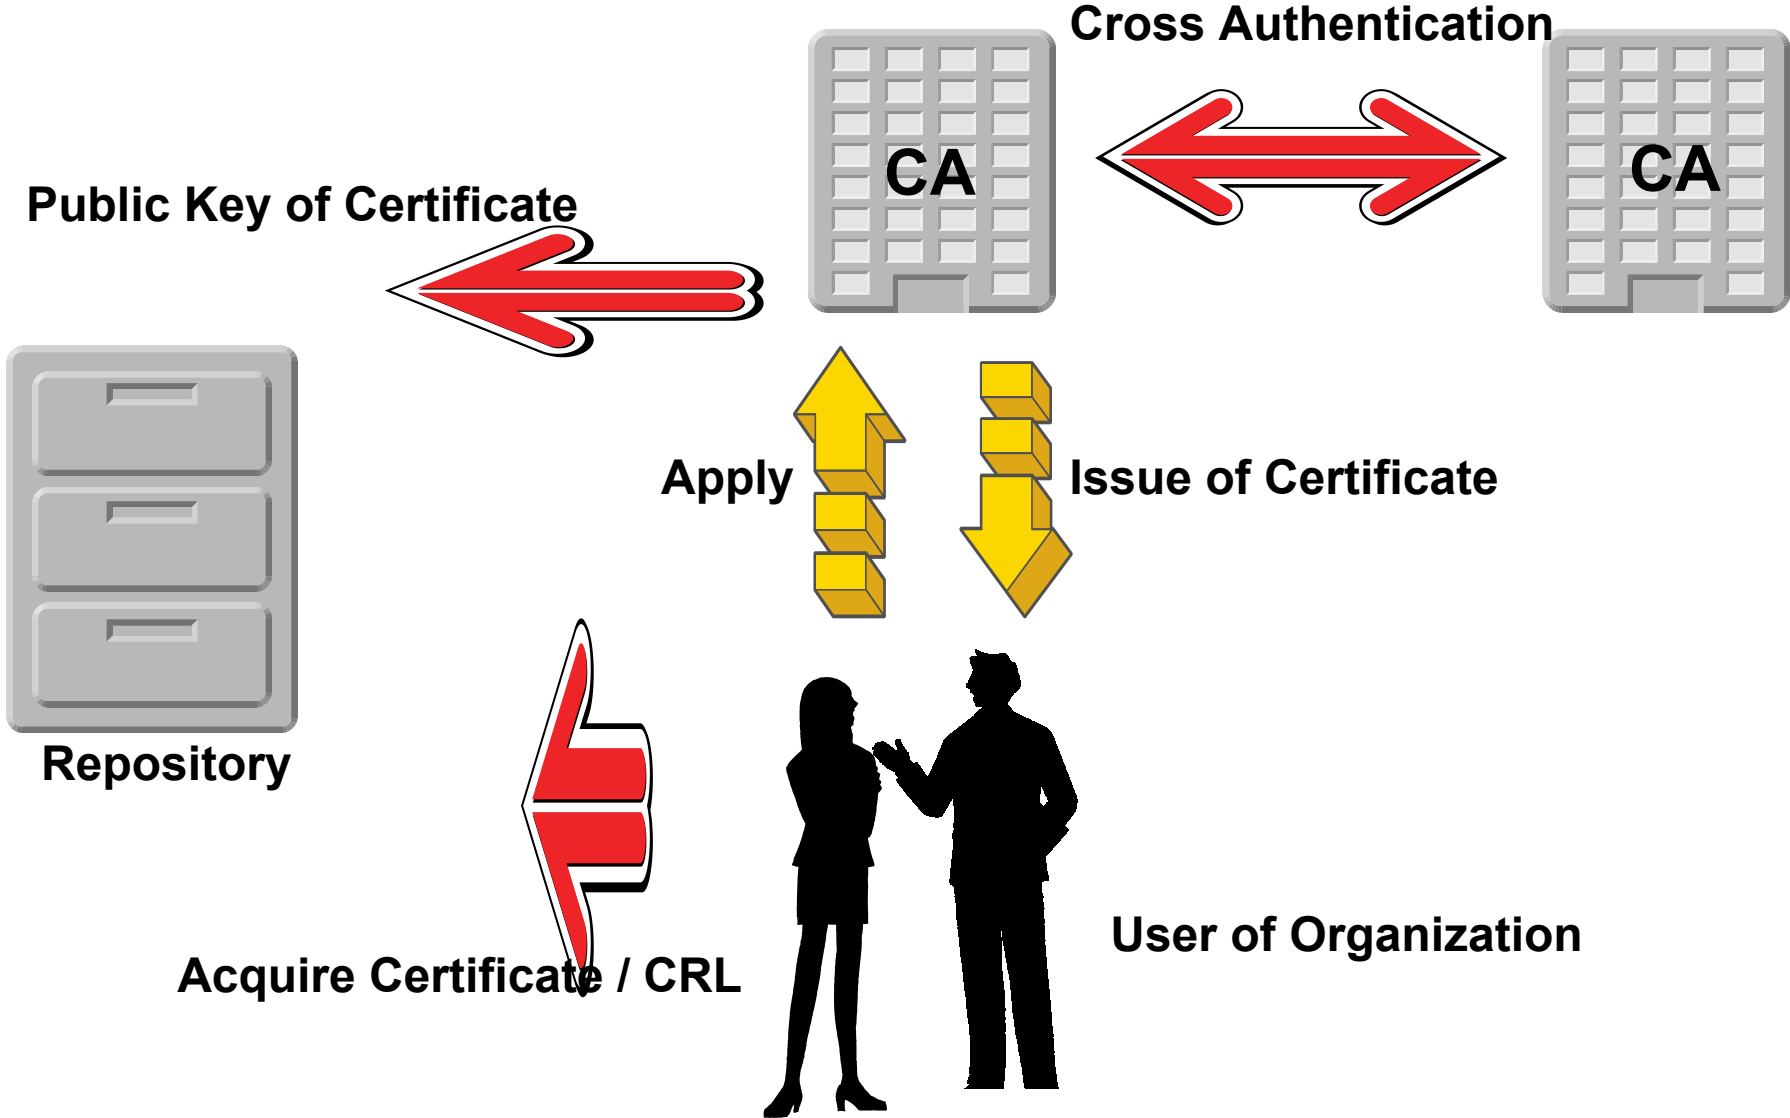 Cross Authentication
CA
CA
Public Key of Certificate
Apply
Issue of Certificate
Repository
User of Organization
Acquire Certificate / CRL